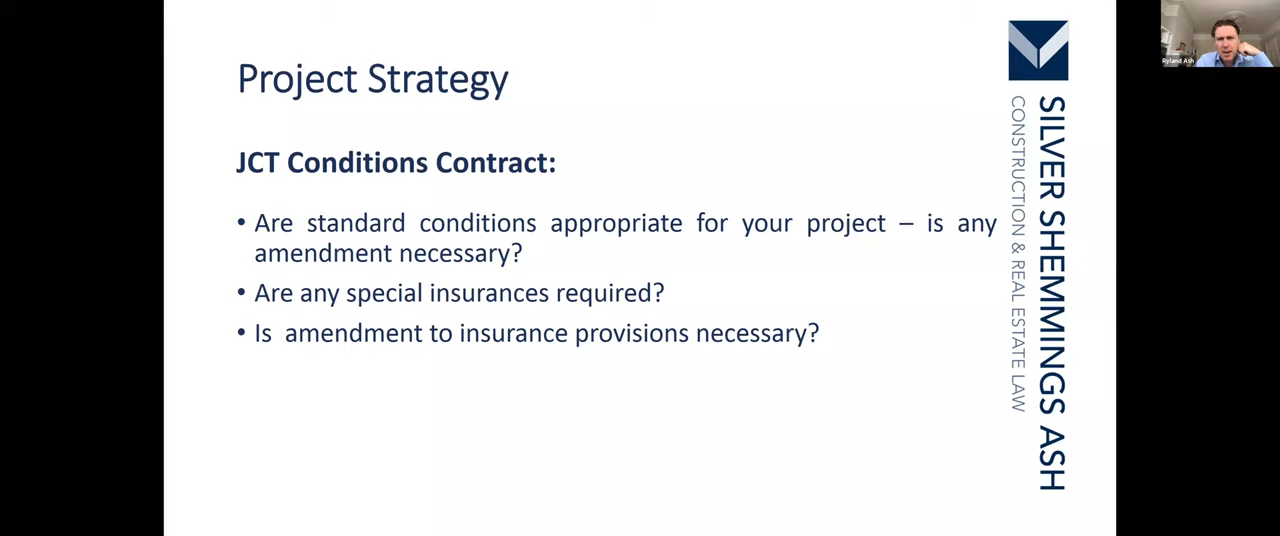 Project Strategy
JCT Conditions Contract:
• Are standard conditions appropriate for your project – is any
amendment necessary?
• Are any special insurances required?
• Is  amendment to insurance provisions necessary?
SILVER SHEMMINGS ASH
CONSTRUCTION & REAL ESTATE LAW
Ryland Ash